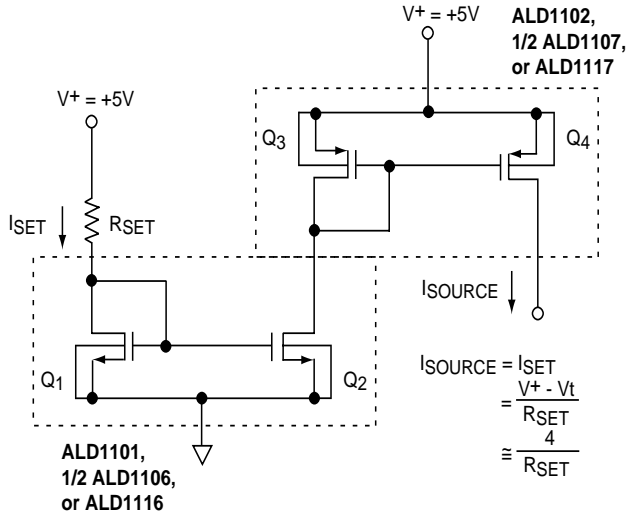 V+ = +5V
ALD1102,
1/2 ALD1107,
or ALD1117
V+ = +5V
Q3
Q4
ISET
RSET
ISOURCE
Q1
Q2
ISOURCE = ISET
= V+ - Vt
RSET
≅ 4
RSET
ALD1101,
1/2 ALD1106,
or ALD1116